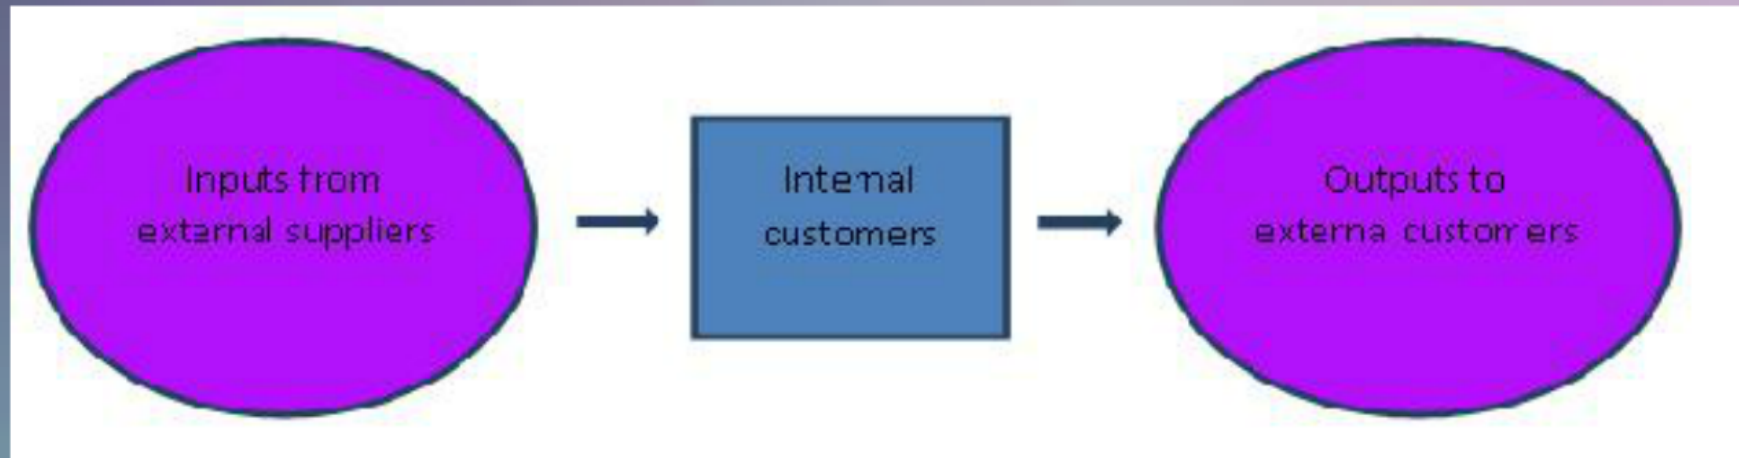 Inputs from
external suppliers
Internal
customers
Outputs to
external customers